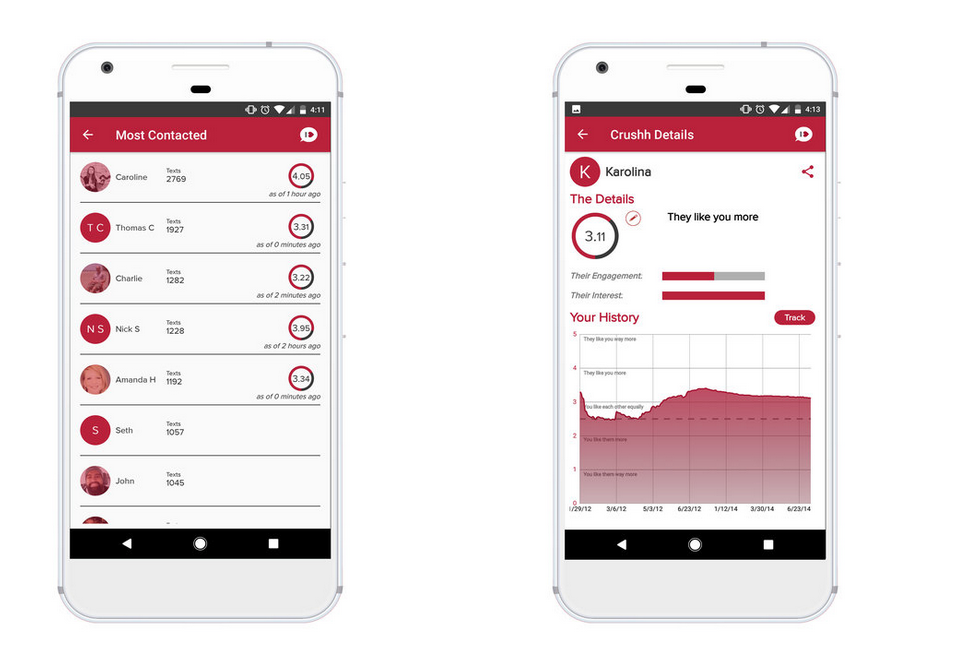 4:11
Most Contacted
Caroline
Texts
2769
4.05
as of 1 hour ago
T C
Thomas C
Texts
1927
3.31
as of 0 minutes ago
Charlie
Texts
1282
3.22
as of 2 minutes ago
N S
Nick S
Texts
1228
3.95
as of 2 hours ago
Amanda H
Texts
1192
3.34
as of 0 minutes ago
S
Seth
Texts
1057
John
Texts
1045
4:13
Crushh Details
K
Karolina
The Details
3.11
They like you more
Their Engagement:
Their Interest:
Your History
Track
5
They like you way more
4
They like you more
3
You like each other equally
2
You like them more
1
You like them way more
0
1/29/12 3/6/12 5/3/12 6/23/12 1/12/14 3/30/14 6/23/14